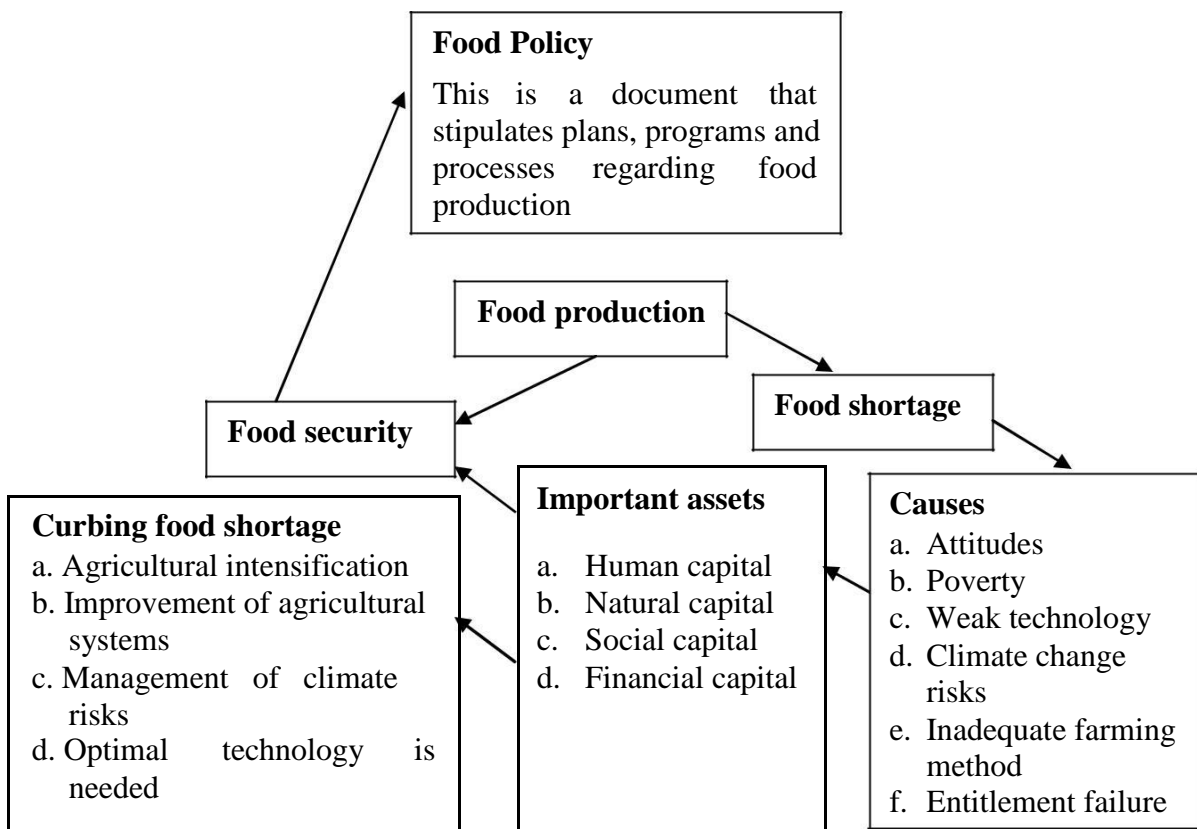 Food Policy
This is a document that
stipulates plans, programs and
processes regarding food
production
Food production
Food shortage
Food security
Curbing food shortage
a. Agricultural intensification
b. Improvement of agricultural
systems
c. Management of climate
risks
d. Optimal technology is
needed
Important assets
a. Human capital
b. Natural capital
c. Social capital
d. Financial capital
Causes
a. Attitudes
b. Poverty
c. Weak technology
d. Climate change
risks
e. Inadequate farming
method
f. Entitlement failure